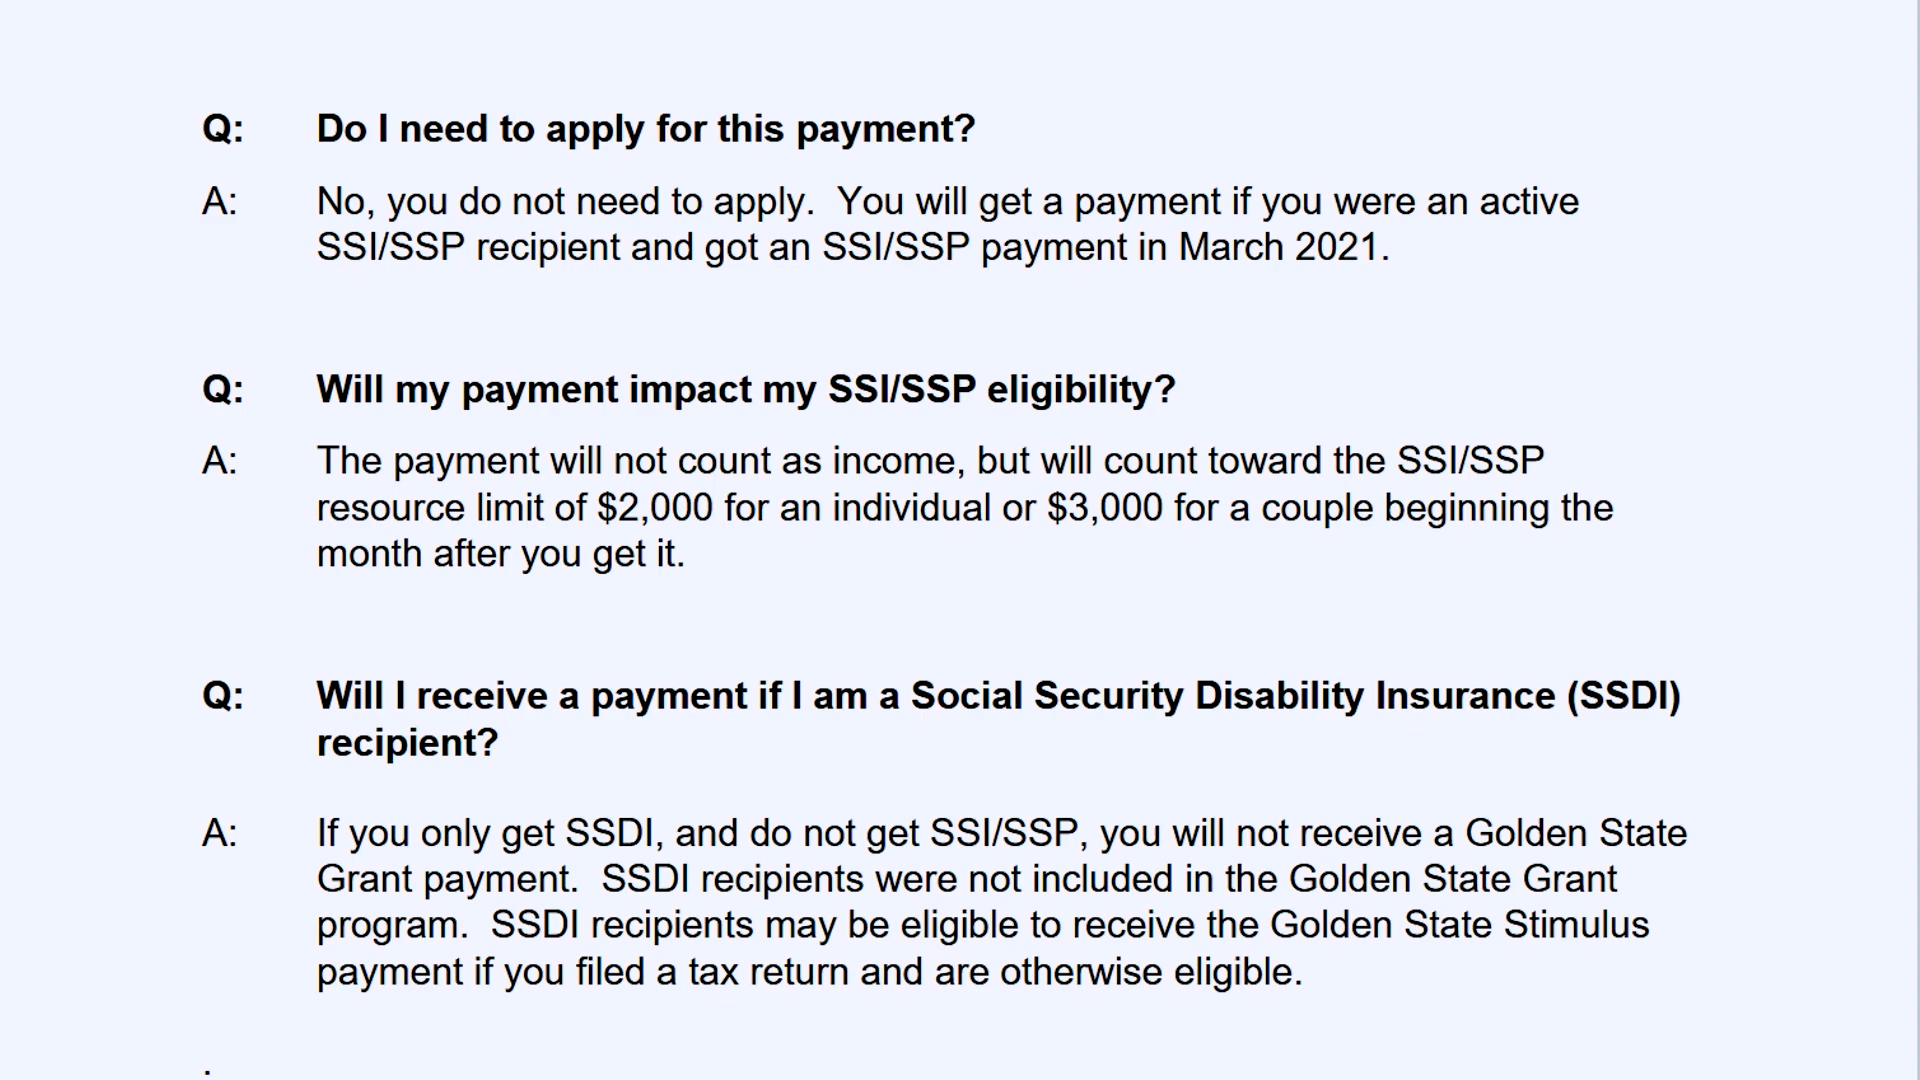 Q: Do I need to apply for this payment?
A: No, you do not need to apply.  You will get a payment if you were an active
SSI/SSP recipient and got an SSI/SSP payment in March 2021.
Q: Will my payment impact my SSI/SSP eligibility?
A: The payment will not count as income, but will count toward the SSI/SSP
resource limit of $2,000 for an individual or $3,000 for a couple beginning the
month after you get it.
Q: Will I receive a payment if I am a Social Security Disability Insurance (SSDI)
recipient?
A: If you only get SSDI, and do not get SSI/SSP, you will not receive a Golden State
Grant payment.  SSDI recipients were not included in the Golden State Grant
program.  SSDI recipients may be eligible to receive the Golden State Stimulus
payment if you filed a tax return and are otherwise eligible.
.